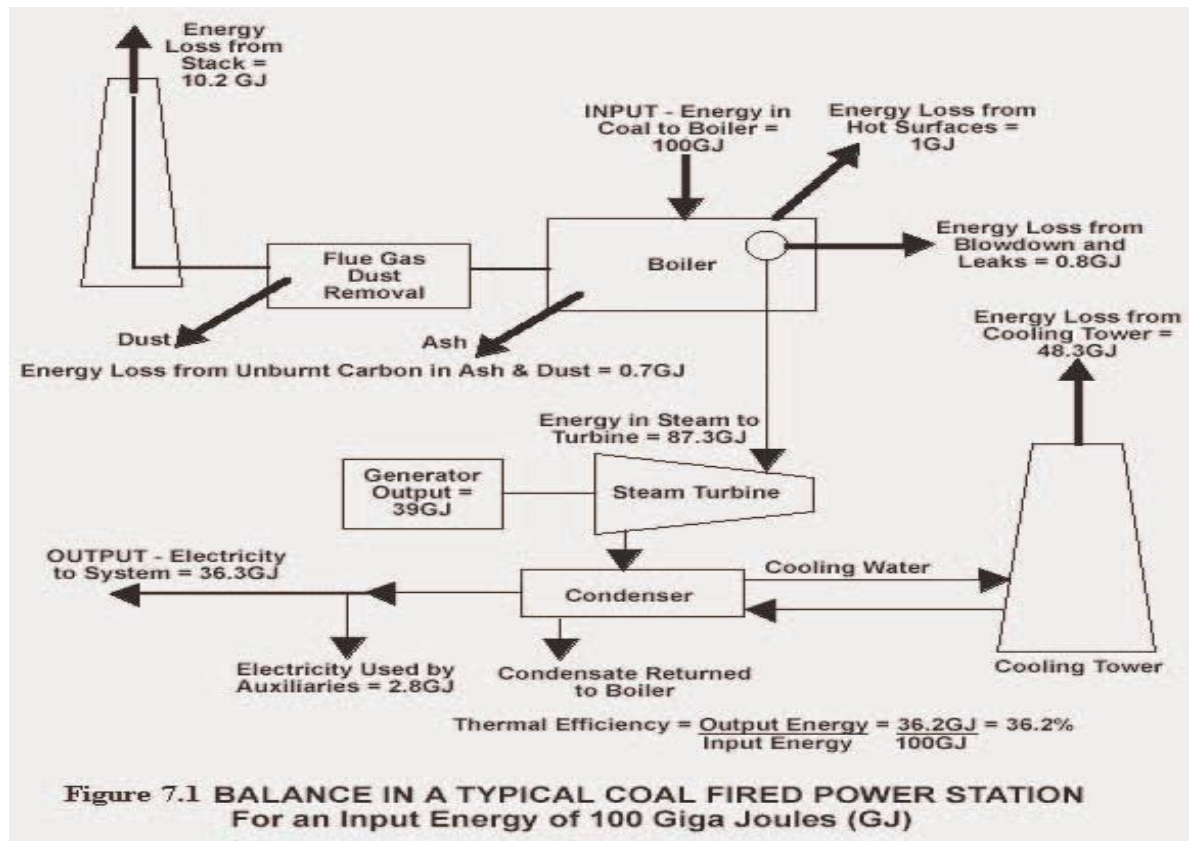 Energy
Loss from
Stack =
10.2 GJ
INPUT - Energy in
Coal to Boiler =
100GJ
Energy Loss from
Hot Surfaces =
1GJ
Energy Loss from
Blowdown and
Leaks = 0.8GJ
Flue Gas
Dust
Removal
Boiler
Dust
Ash
Energy Loss from Unburnt Carbon in Ash & Dust = 0.7GJ
Energy Loss from
Cooling Tower =
48.3GJ
Energy in Steam to
Turbine = 87.3GJ
Generator
Output =
39GJ
Steam Turbine
OUTPUT - Electricity
to System = 36.3GJ
Condenser
Cooling Water
Electricity Used by
Auxiliaries = 2.8GJ
Condensate Returned
to Boiler
Cooling Tower
Thermal Efficiency = Output Energy = 36.2GJ = 36.2%
Input Energy 100GJ
Figure 7.1 BALANCE IN A TYPICAL COAL FIRED POWER STATION
For an Input Energy of 100 Giga Joules (GJ)